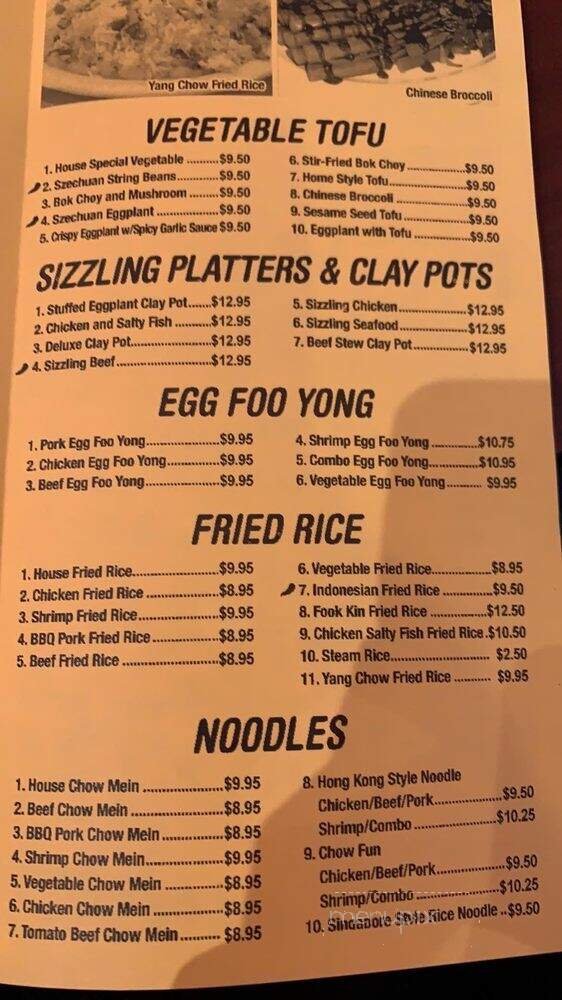 Yang Chow Fried Rice
Chinese Broccoli
VEGETABLE TOFU
1. House Special Vegetable ..........$9.50
2. Szechuan String Beans............$9.50
3. Bok Choy and Mushroom ........$9.50
4. Szechuan Eggplant .................$9.50
5. Crispy Eggplant w/Spicy Garlic Sauce $9.50
6. Stir-Fried Bok Choy ...............$9.50
7. Home Style Tofu....................$9.50
8. Chinese Broccoli ...................$9.50
9. Sesame Seed Tofu .................$9.50
10. Eggplant with Tofu ...............$9.50
SIZZLING PLATTERS & CLAY POTS
1. Stuffed Eggplant Clay Pot......$12.95
2. Chicken and Salty Fish .........$12.95
3. Deluxe Clay Pot.....................$12.95
4. Sizzling Beef.........................$12.95
5. Sizzling Chicken..................$12.95
6. Sizzling Seafood..................$12.95
7. Beef Stew Clay Pot..............$12.95
EGG FOO YONG
1. Pork Egg Foo Yong..................$9.95
2. Chicken Egg Foo Yong.............$9.95
3. Beef Egg Foo Yong..................$9.95
4. Shrimp Egg Foo Yong ............$10.75
5. Combo Egg Foo Yong.............$10.95
6. Vegetable Egg Foo Yong......... $9.95
FRIED RICE
1. House Fried Rice.....................$9.95
2. Chicken Fried Rice ..................$8.95
3. Shrimp Fried Rice....................$9.95
4. BBQ Pork Fried Rice.................$8.95
5. Beef Fried Rice ........................$8.95
6. Vegetable Fried Rice................$8.95
7. Indonesian Fried Rice .............$9.50
8. Fook Kin Fried Rice ..............$12.50
9. Chicken Salty Fish Fried Rice.$10.50
10. Steam Rice.......................... $2.50
11. Yang Chow Fried Rice .......... $9.95
NOODLES
1. House Chow Mein .....................$9.95
2. Beef Chow Mein ........................$8.95
3. BBQ Pork Chow Mein ................$8.95
4. Shrimp Chow Mein....................$9.95
5. Vegetable Chow Mein ...............$8.95
6. Chicken Chow Mein ..................$8.95
7. Tomato Beef Chow Mein.......... $8.95
8. Hong Kong Style Noodle
Chicken/Beef/Pork..................$9.50
Shrimp/Combo ......................$10.25
9. Chow Fun
Chicken/Beef/Pork..................$9.50
Shrimp/Combo ......................$10.25
10. Singapore Style Rice Noodle ..$9.50